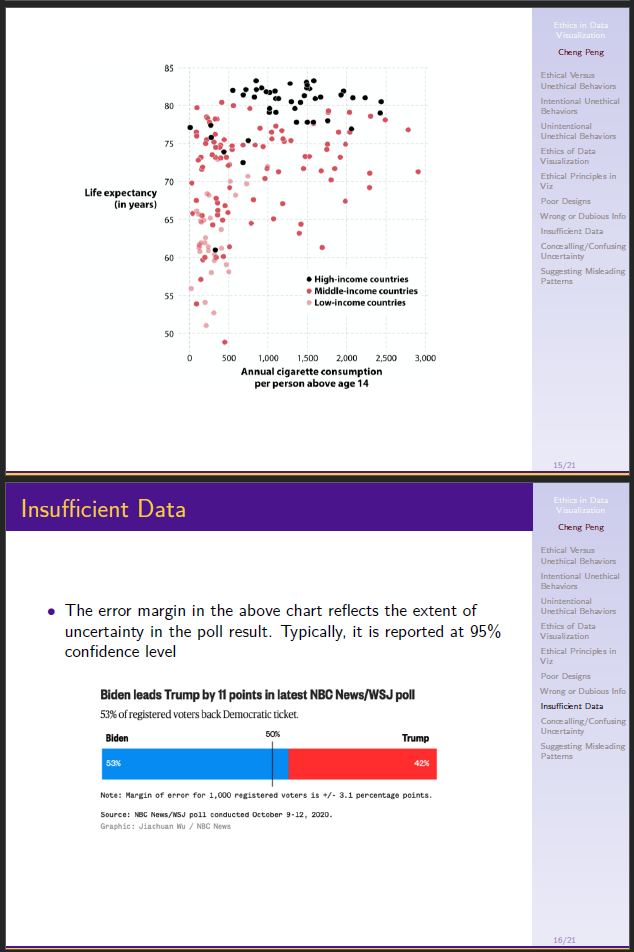 85
80
75
70
65
60
55
50
Life expectancy
(in years)
High-income countries
Middle-income countries
Low-income countries
0 500 1,000 1,500 2,000 2,500 3,000
Annual cigarette consumption
per person above age 14
Ethics in Data
Visualization
Cheng Peng
Ethical Versus
Unethical Behaviors
Intentional Unethical
Behaviors
Unintentional
Unethical Behaviors
Ethics of Data
Visualization
Ethical Principles in
Viz
Poor Designs
Wrong or Dubious Info
Insufficient Data
Concealling/Confusing
Uncertainty
Suggesting Misleading
Patterns
15/21
Insufficient Data
• The error margin in the above chart reflects the extent of
uncertainty in the poll result. Typically, it is reported at 95%
confidence level
Biden leads Trump by 11 points in latest NBC News/WSJ poll
53% of registered voters back Democratic ticket.
Biden 50% Trump
53% 42%
Note: Margin of error for 1,000 registered voters is +/- 3.1 percentage points.
Source: NBC News/WSJ poll conducted October 9-12, 2020.
Graphic: Jiachuan Wu / NBC News
Ethics in Data
Visualization
Cheng Peng
Ethical Versus
Unethical Behaviors
Intentional Unethical
Behaviors
Unintentional
Unethical Behaviors
Ethics of Data
Visualization
Ethical Principles in
Viz
Poor Designs
Wrong or Dubious Info
Insufficient Data
Concealling/Confusing
Uncertainty
Suggesting Misleading
Patterns
16/21